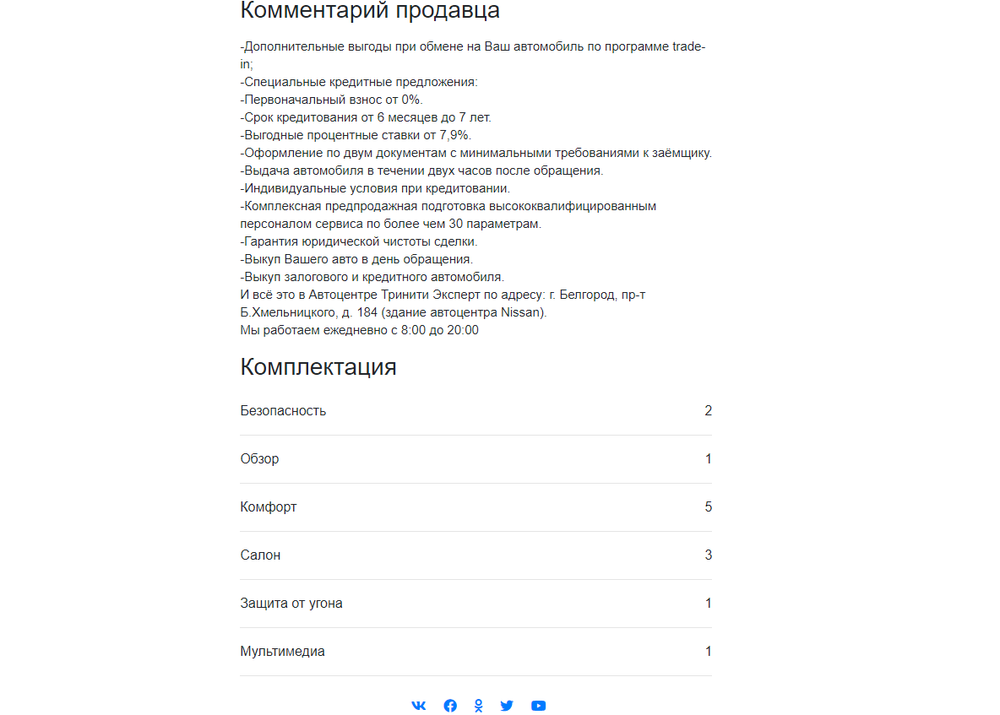 Комментарий продавца
-Дополнительные выгоды при обмене на Ваш автомобиль по программе trade-
in;
-Специальные кредитные предложения:
-Первоначальный взнос от 0%.
-Срок кредитования от 6 месяцев до 7 лет.
-Выгодные процентные ставки от 7,9%.
-Оформление по двум документам с минимальными требованиями к заёмщику.
-Выдача автомобиля в течении двух часов после обращения.
-Индивидуальные условия при кредитовании.
-Комплексная предпродажная подготовка высококвалифицированным
персоналом сервиса по более чем 30 параметрам.
-Гарантия юридической чистоты сделки.
-Выкуп Вашего авто в день обращения.
-Выкуп залогового и кредитного автомобиля.
И всё это в Автоцентре Тринити Эксперт по адресу: г. Белгород, пр-т
Б.Хмельницкого, д. 184 (здание автоцентра Nissan).
Мы работаем ежедневно с 8:00 до 20:00
Комплектация
Безопасность 2
Обзор 1
Комфорт 5
Салон 3
Защита от угона 1
Мультимедиа 1